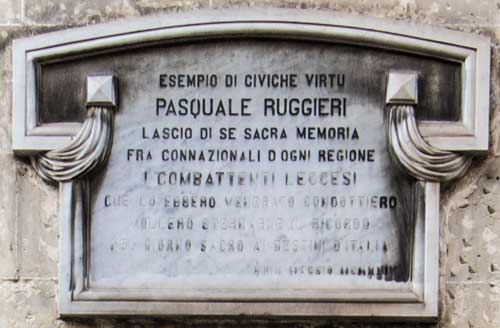 ESEMPIO DI CIVICHE VIRTU
PASQUALE RUGGIERI
LASCIO DI SE SACRA MEMORIA
FRA CONNAZIONALI D'OGNI REGIONE
I COMBATTENTI LECCESI
CHE LO EBBERO VENERATO CONDOTTIERO
VOLLERO ETERNARNE IL RICORDO
NEL GIORNO SACRO AI DESTINI D'ITALIA